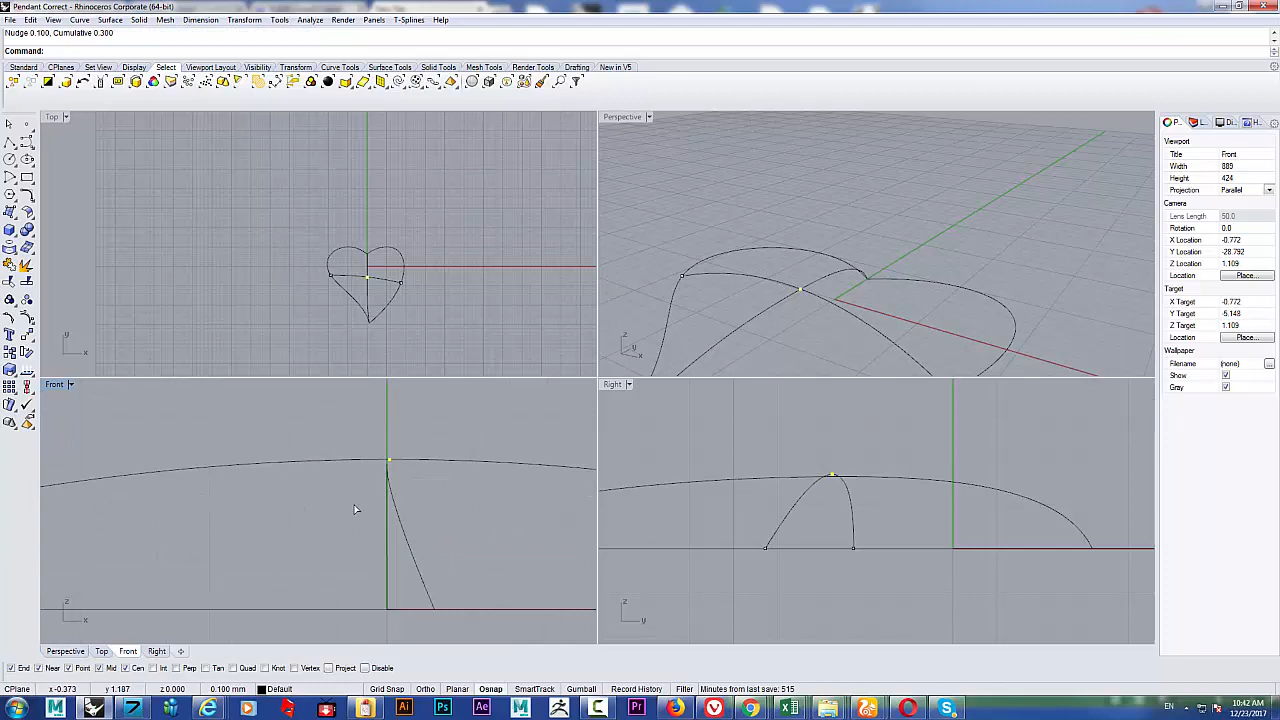 Pendant Correct - Rhinoceros Corporate (64-bit)
File Edit View Curve Surface Solid Mesh Dimension Transform Tools Analyze Render Panels T-Splines Help
Nudge 0.100, Cumulative 0.300
Command:
Standard CPlanes Set View Display Select Viewport Layout Visibility Transform Curve Tools Surface Tools Solid Tools Mesh Tools Render Tools Drafting New in V5
Top
Perspective
P... L... Di... H...
Viewport
Title Front
Width 889
Height 424
Projection Parallel
Camera
Lens Length 50.0
Rotation 0.0
X Location -0.772
Y Location -28.792
Z Location 1.109
Location Place...
Target
X Target -0.772
Y Target -5.148
Z Target 1.109
Location Place...
Wallpaper
Filename (none) ...
Show
Gray
y
x
z
y
x
Front
Right
z
x
z
y
Perspective Top Front Right
End Near Point Mid Cen Int Perp Tan Quad Knot Vertex Project Disable
CPlane x -0.373 y 1.187 z 0.000 0.100 mm Default Grid Snap Ortho Planar Osnap SmartTrack Gumball Record History Filter Minutes from last save: 515
Ai Ps Ae Pr EN 10:42 AM
12/23/2017